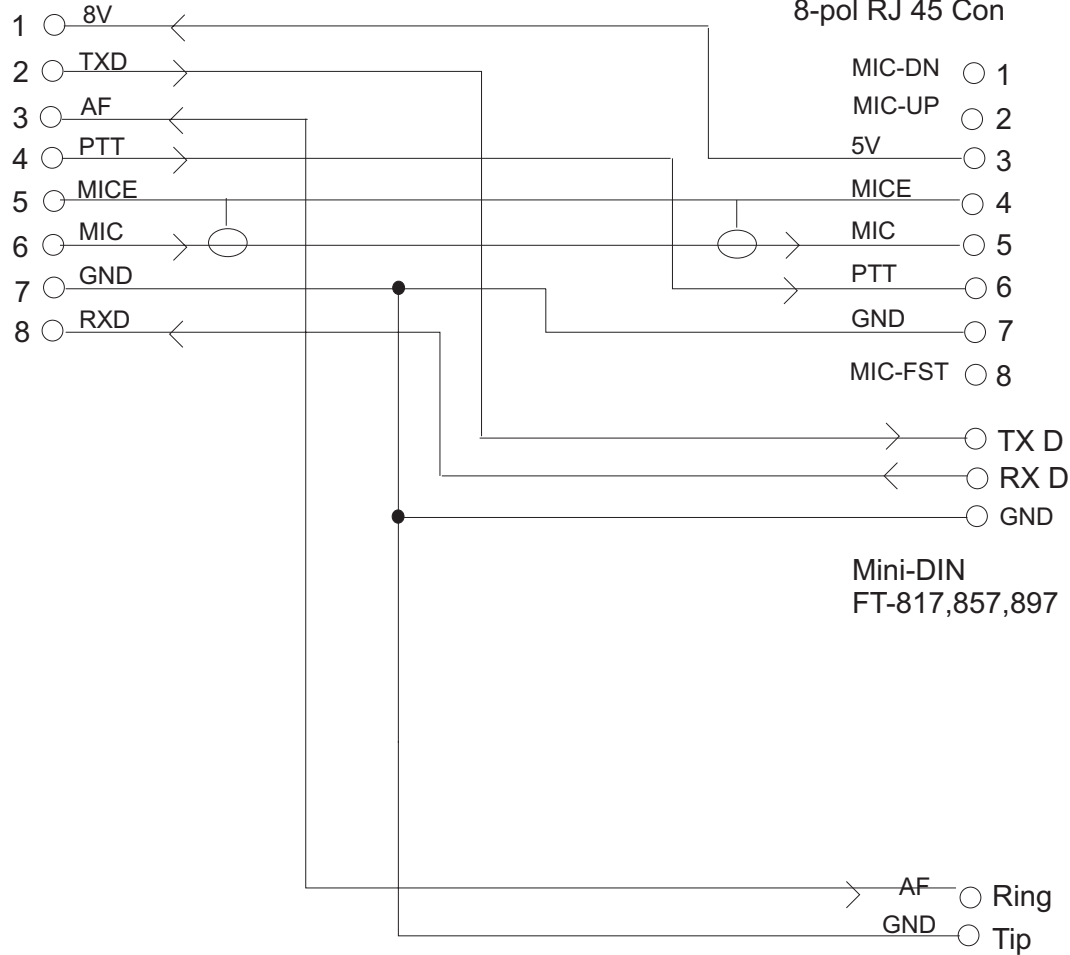 8-pol RJ 45 Con
1 8V
2 TXD
3 AF
4 PTT
5 MICE
6 MIC
7 GND
8 RXD
MIC-DN 1
MIC-UP 2
5V 3
MICE 4
MIC 5
PTT 6
GND 7
MIC-FST 8
TX D
RX D
GND
Mini-DIN
FT-817,857,897
AF Ring
GND Tip